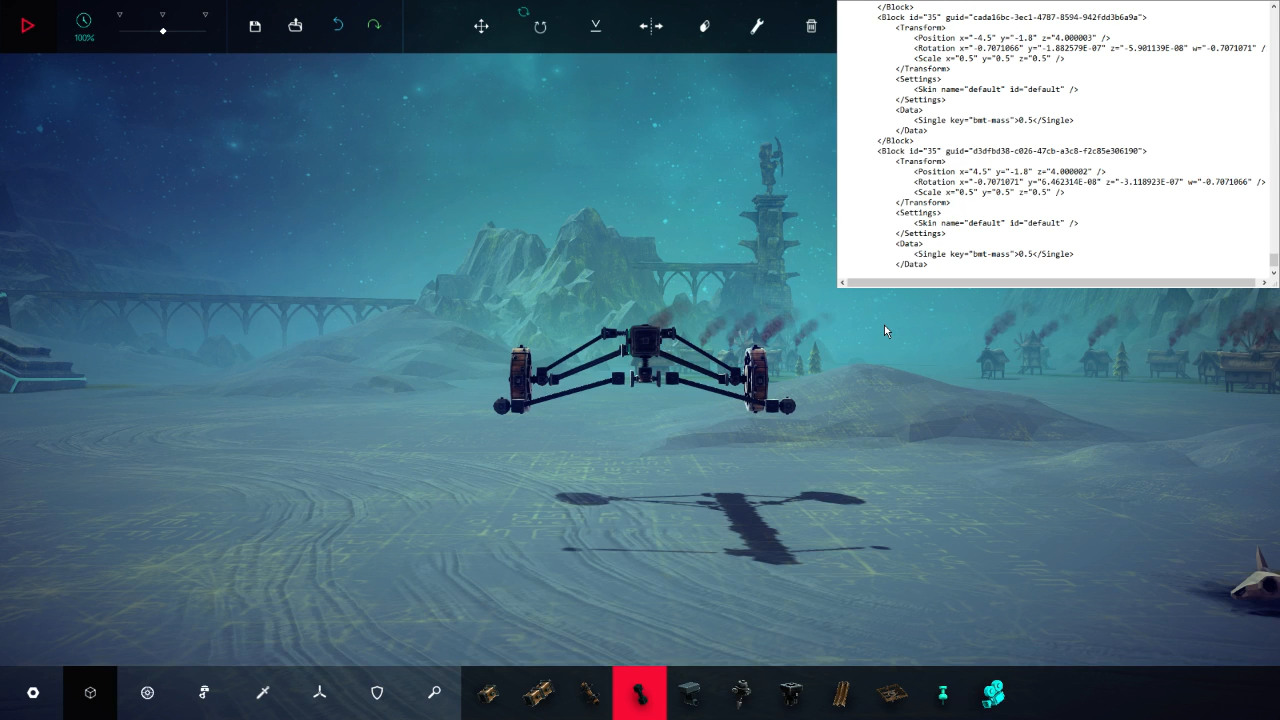 100%
</Block>
<Block id="35" guid="cada16bc-3ec1-4787-8594-942fdd3b6a9a">
<Transform>
<Position x="-4.5" y="-1.8" z="4.000003" />
<Rotation x="-0.7071066" y="-1.882579E-07" z="-5.901139E-08" w="-0.7071071" /
<Scale x="0.5" y="0.5" z="0.5" />
</Transform>
<Settings>
<Skin name="default" id="default" />
</Settings>
<Data>
<Single key="bmt-mass">0.5</Single>
</Data>
</Block>
<Block id="35" guid="d3dfbd38-c026-47cb-a3c8-f2c85e306190">
<Transform>
<Position x="4.5" y="-1.8" z="4.000002" />
<Rotation x="-0.7071071" y="6.462314E-08" z="-3.118923E-07" w="-0.7071066" />
<Scale x="0.5" y="0.5" z="0.5" />
</Transform>
<Settings>
<Skin name="default" id="default" />
</Settings>
<Data>
<Single key="bmt-mass">0.5</Single>
</Data>